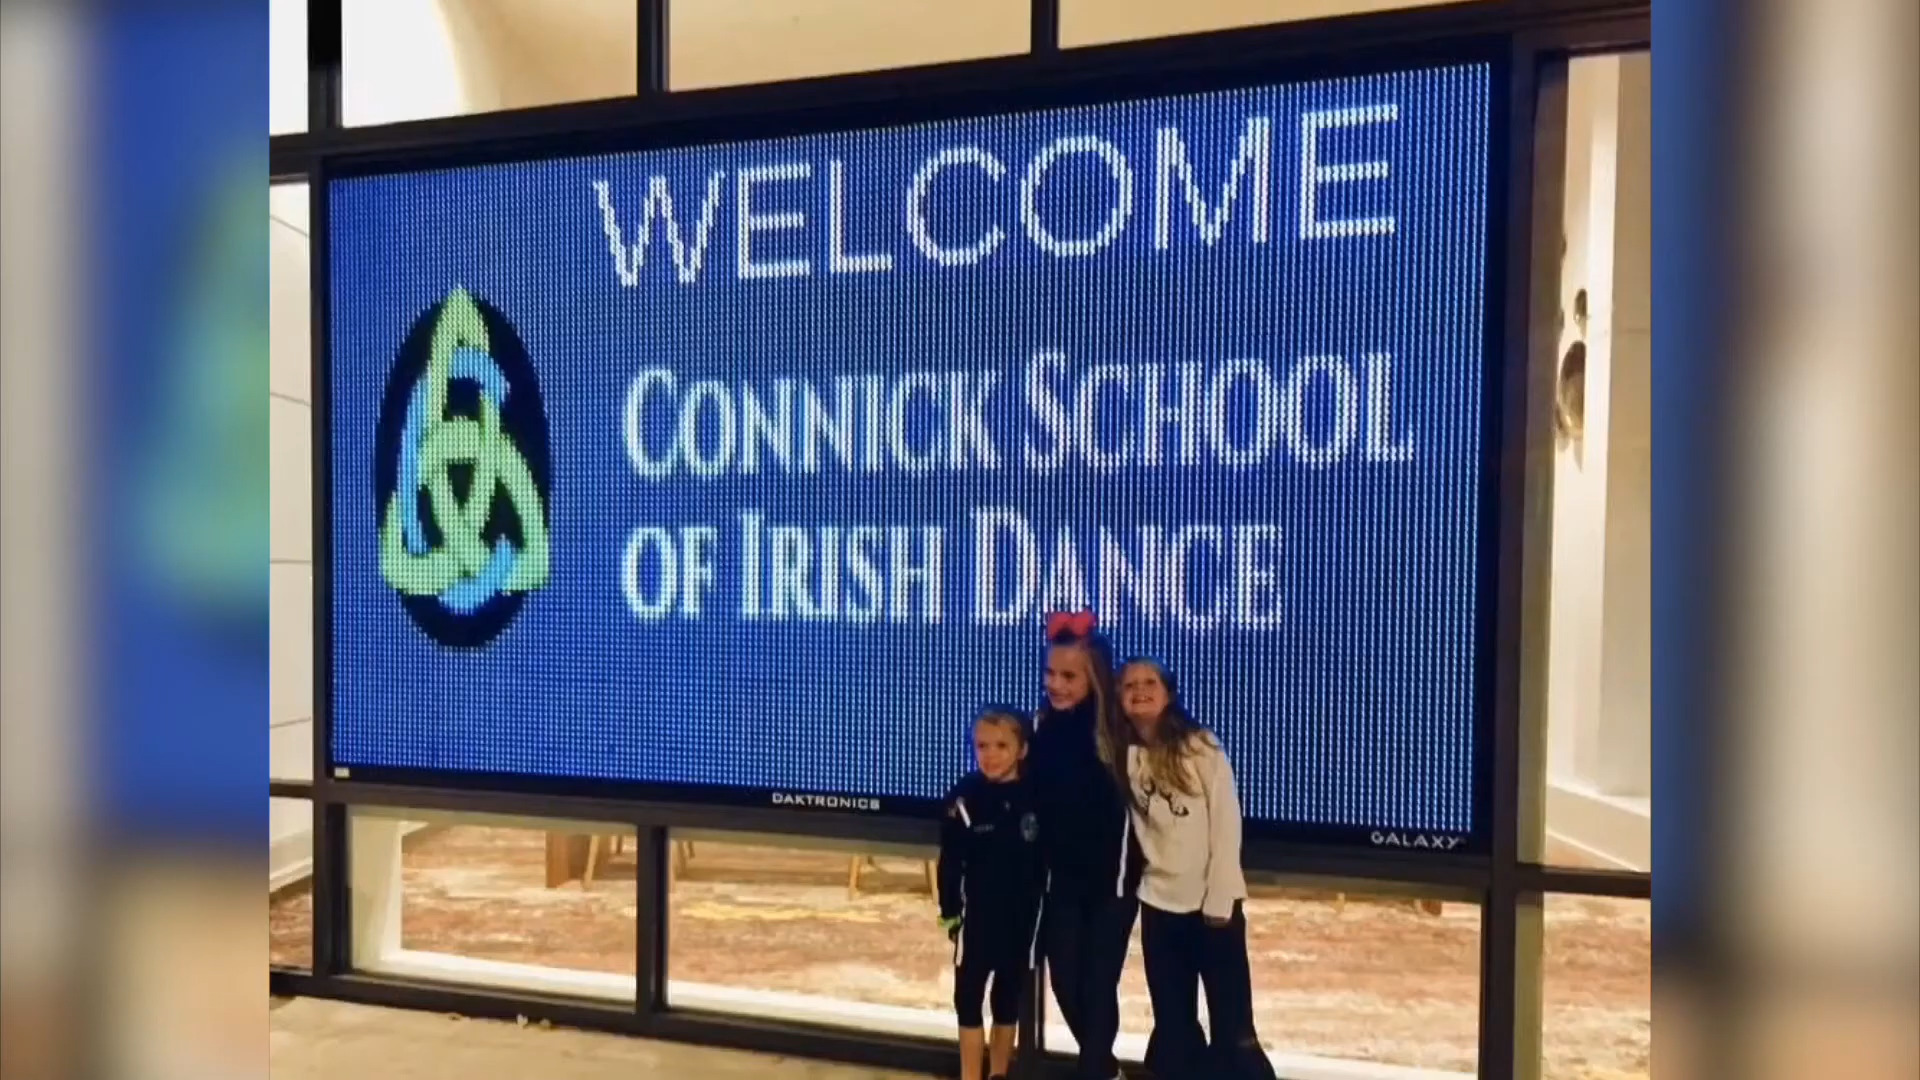 WELCOME
CONNICK SCHOOL
OF IRISH DANCE
DAKTRONICS
GALAXY